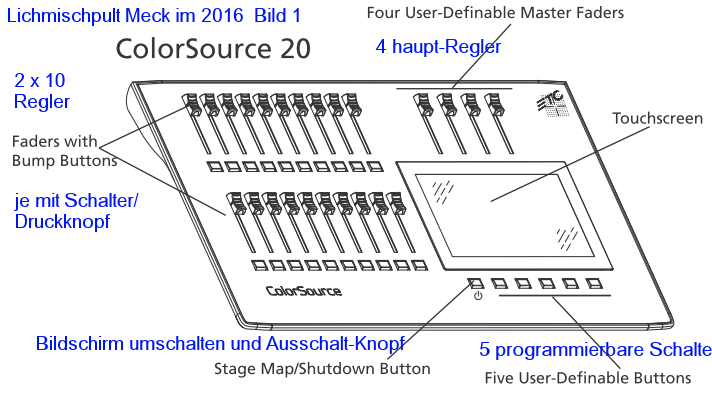 Lichmischpult Meck im 2016 Bild 1
Four User-Definable Master Faders
ColorSource 20
4 haupt-Regler
2 x 10
Regler
ETC
Touchscreen
Faders with
Bump Buttons
je mit Schalter/
Druckknopf
ColorSource
Bildschirm umschalten und Ausschalt-Knopf
5 programmierbare Schalte
Stage Map/Shutdown Button
Five User-Definable Buttons